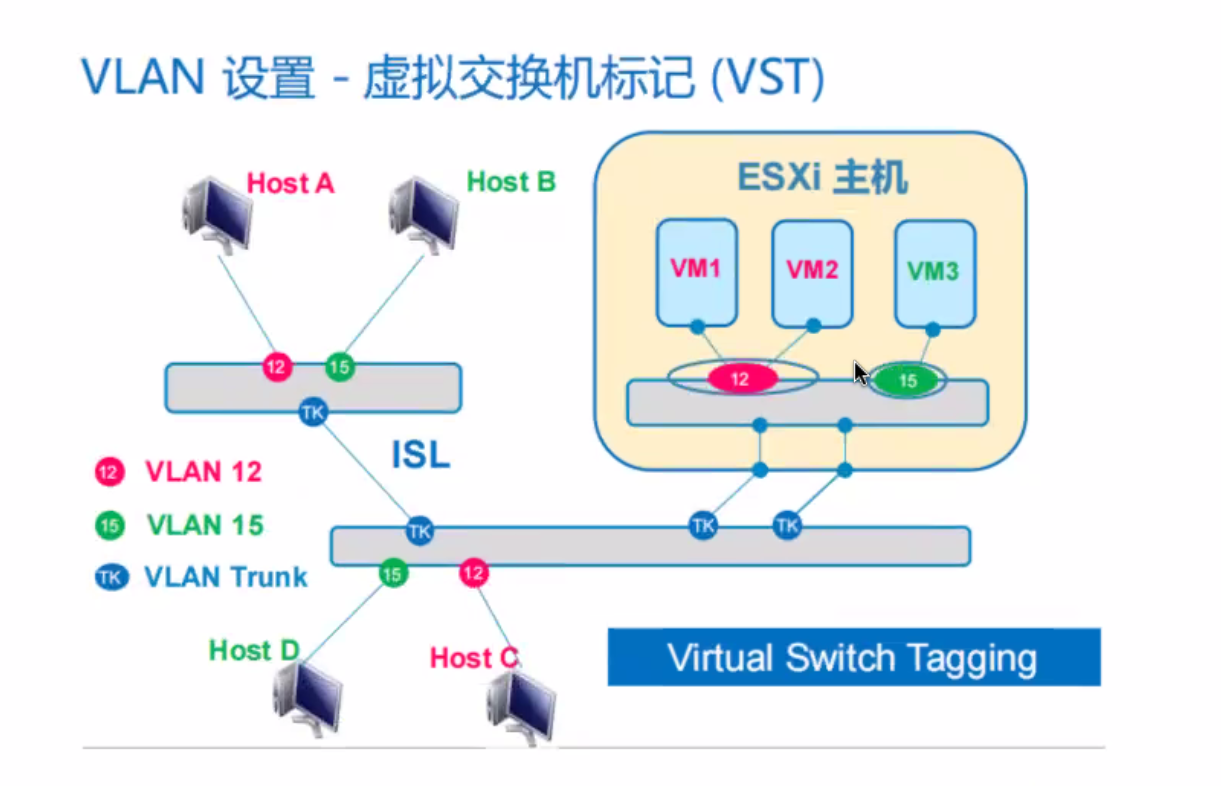 VLAN 设置 - 虚拟交换机标记 (VST)
Host A
Host B
12
15
TK
ISL
ESXi 主机
VM1
VM2
VM3
12
15
12 VLAN 12
15 VLAN 15
TK VLAN Trunk
TK
TK
TK
15
12
Host D
Host C
Virtual Switch Tagging